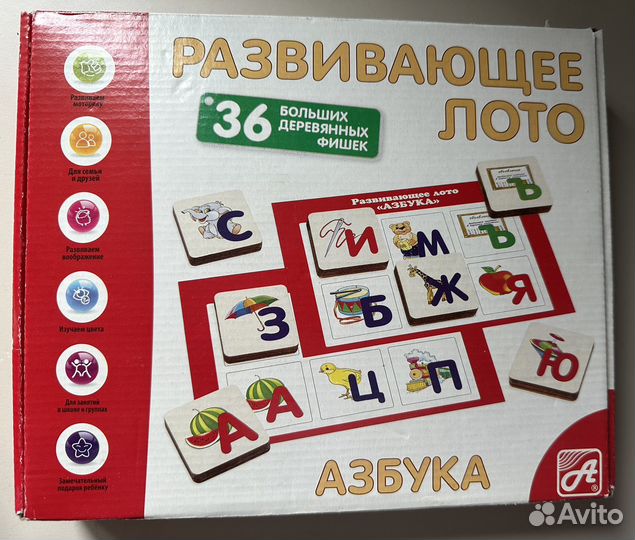 РАЗВИВАЮЩЕЕ
ЛОТО
36
БОЛЬШИХ
ДЕРЕВЯННЫХ
ФИШЕК
Развиваем
моторику
Для семьи
и друзей
Развиваем
воображение
Изучаем цвета
Для занятий
в школе и группах
Замечательный
подарок ребёнку
Развивающее лото
«АЗБУКА»
С
И
М
Ъ
Ъ
З
Б
Ж
Я
А
А
Ц
П
Ю
АЗБУКА
А
®
Avito